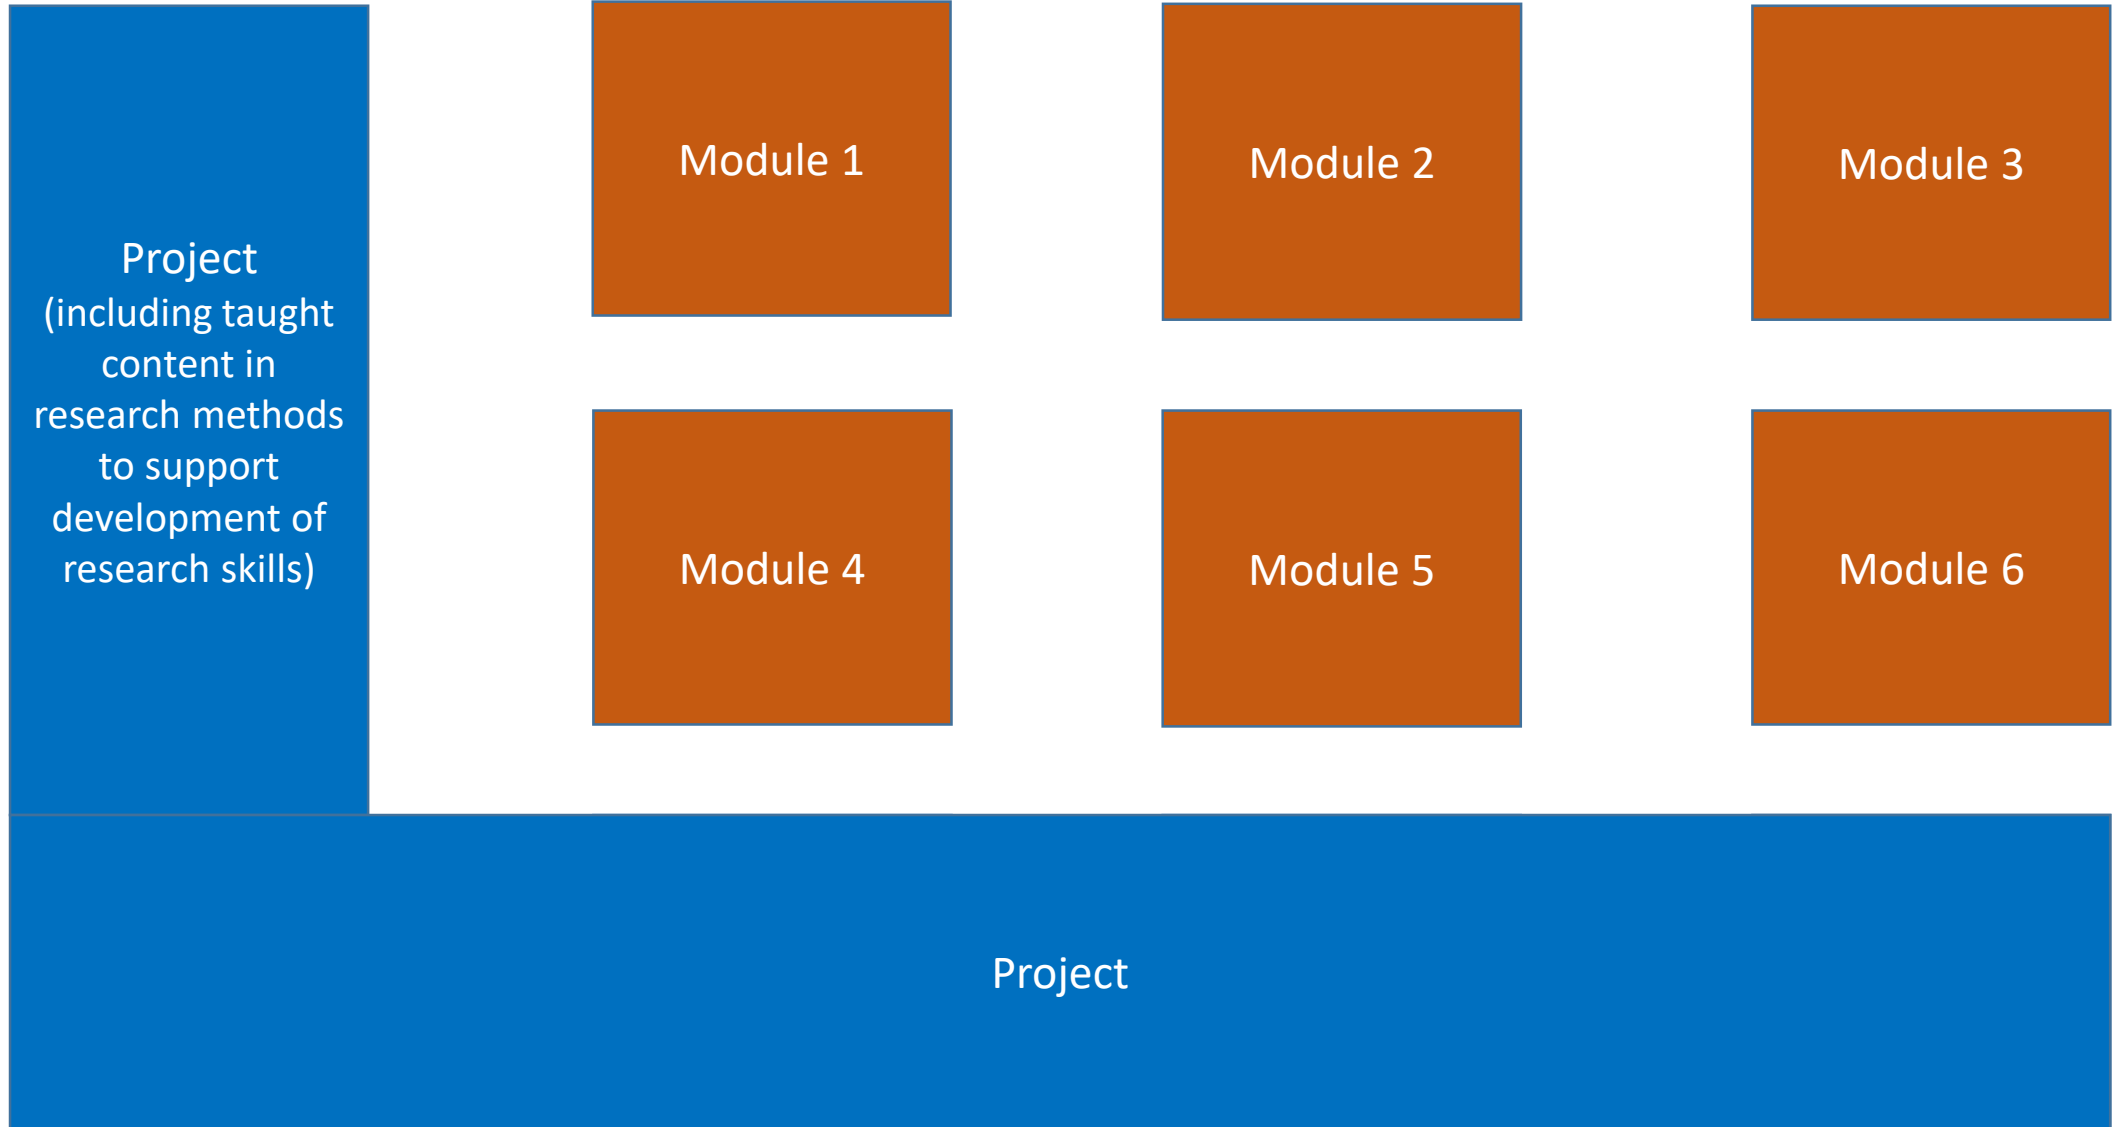 Project
(including taught
content in
research methods
to support
development of
research skills)
Module 1
Module 2
Module 3
Module 4
Module 5
Module 6
Project